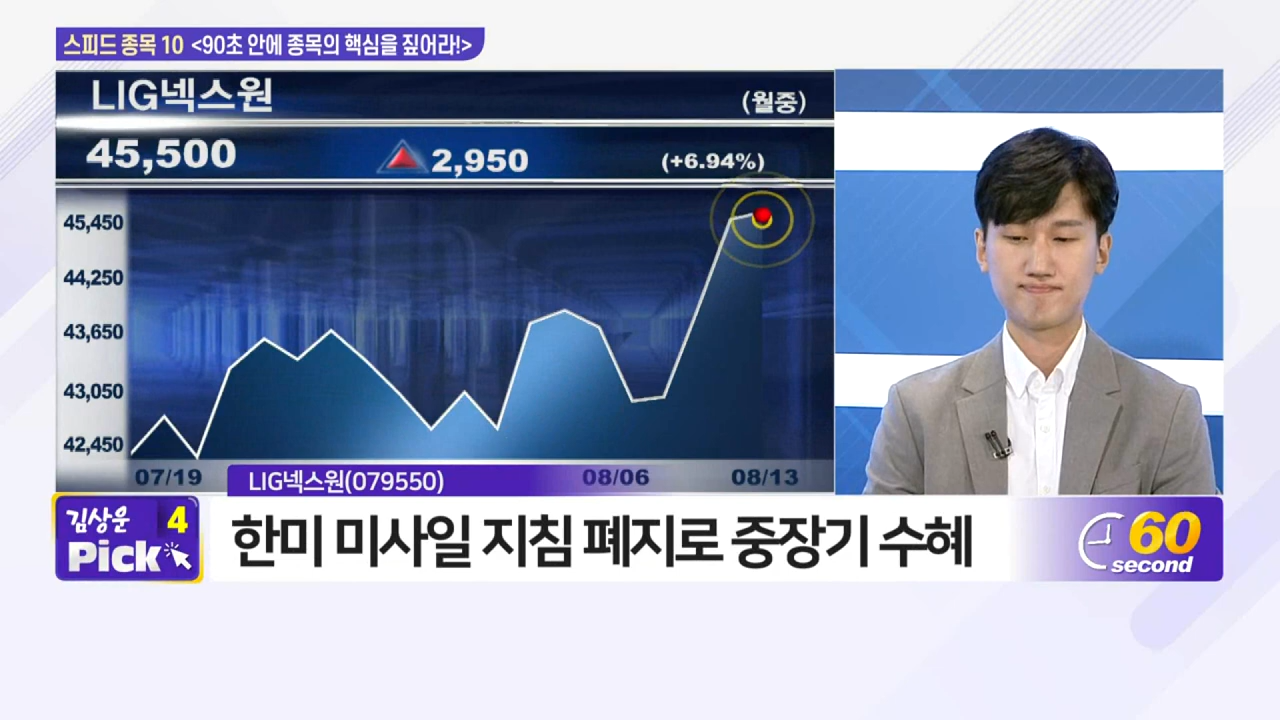 스피드 종목 10 <90초 안에 종목의 핵심을 짚어라!>
LIG넥스원
(월중)
45,500 2,950 (+6.94%)
45,450
44,250
43,650
43,050
42,450
07/19 08/06 08/13
LIG넥스원(079550)
김상운 4
Pick
한미 미사일 지침 폐지로 중장기 수혜
60
second